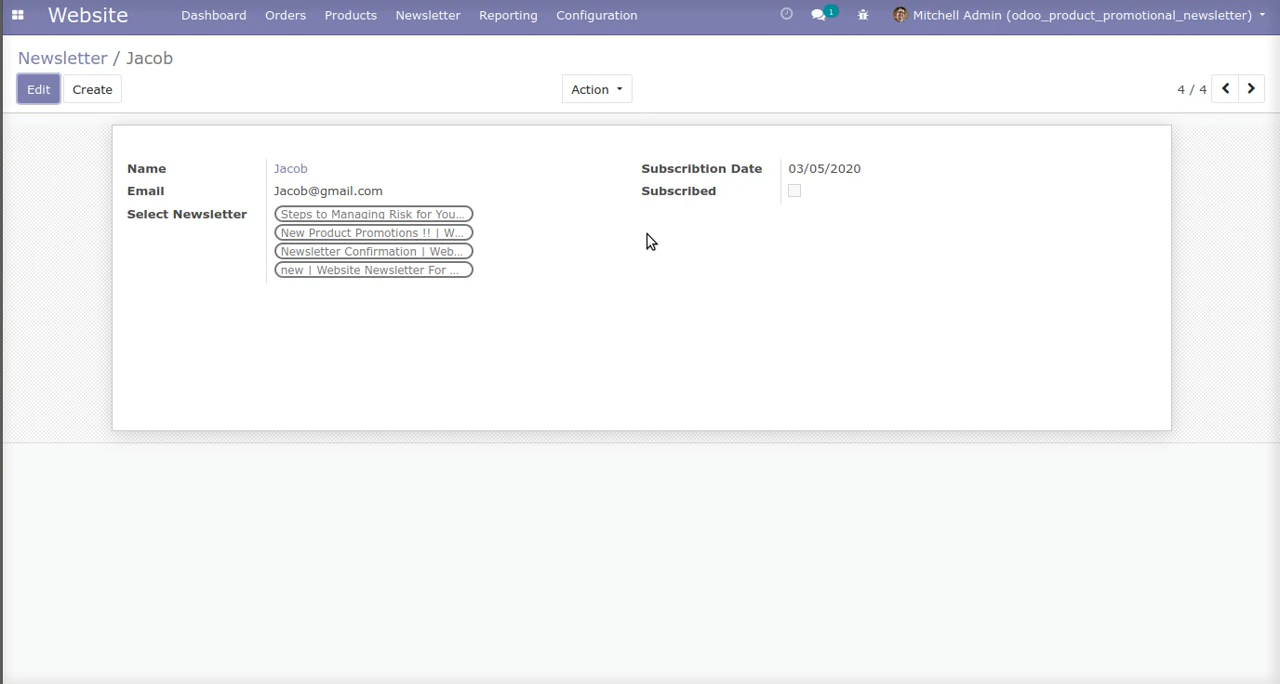 Website Dashboard Orders Products Newsletter Reporting Configuration 1 Mitchell Admin (odoo_product_promotional_newsletter)
Newsletter / Jacob
Edit Create Action 4 / 4
Name Jacob Subscribtion Date 03/05/2020
Email Jacob@gmail.com Subscribed
Select Newsletter Steps to Managing Risk for You...
New Product Promotions !! | W...
Newsletter Confirmation | Web...
new | Website Newsletter For ...